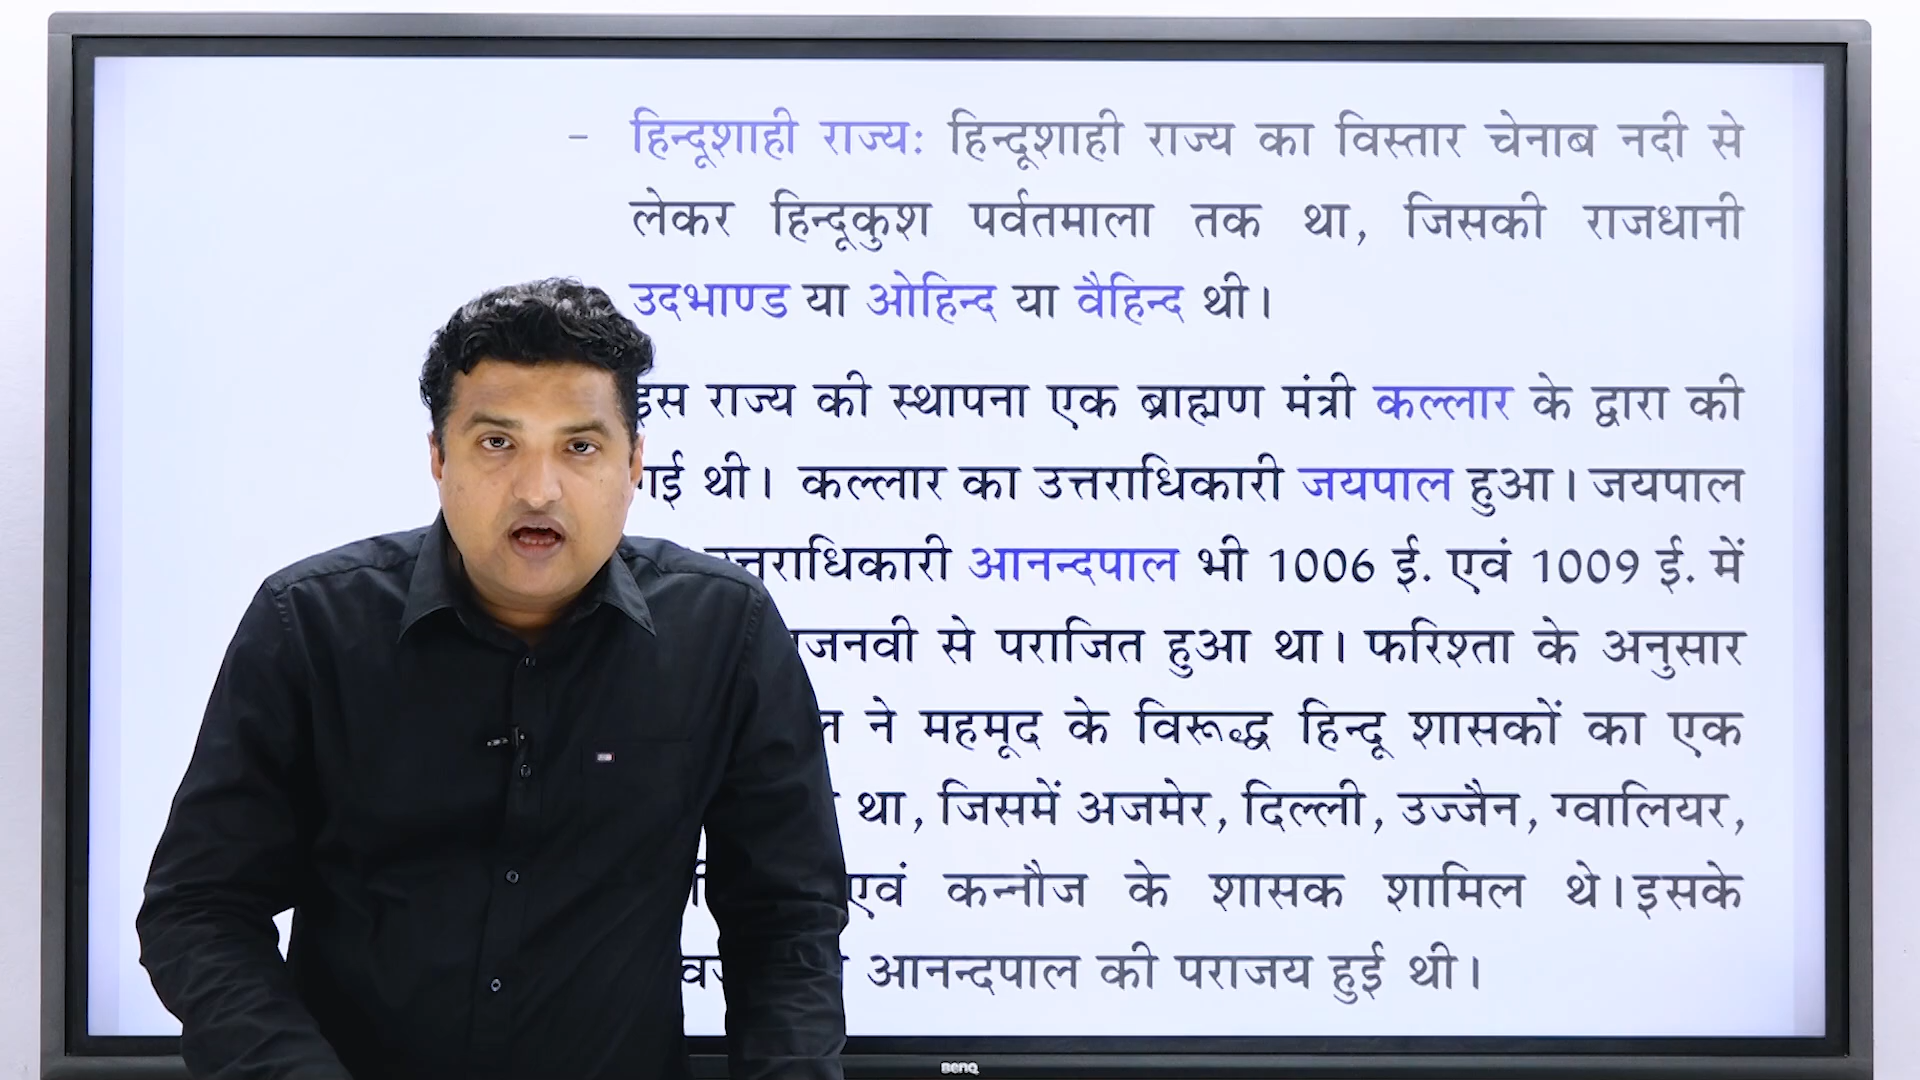 - हिन्दूशाही राज्य: हिन्दूशाही राज्य का विस्तार चेनाब नदी से
लेकर हिन्दूकुश पर्वतमाला तक था, जिसकी राजधानी
उदभाण्ड या ओहिन्द या वैहिन्द थी।
इस राज्य की स्थापना एक ब्राह्मण मंत्री कल्लार के द्वारा की
गई थी। कल्लार का उत्तराधिकारी जयपाल हुआ। जयपाल
उत्तराधिकारी आनन्दपाल भी 1006 ई. एवं 1009 ई. में
से पराजित हुआ था। फरिश्ता के अनुसार
ने महमूद के विरूद्ध हिन्दू शासकों का एक
था, जिसमें अजमेर, दिल्ली, उज्जैन, ग्वालियर,
एवं कन्नौज के शासक शामिल थे। इसके
आनन्दपाल की पराजय हुई थी।
BenQ